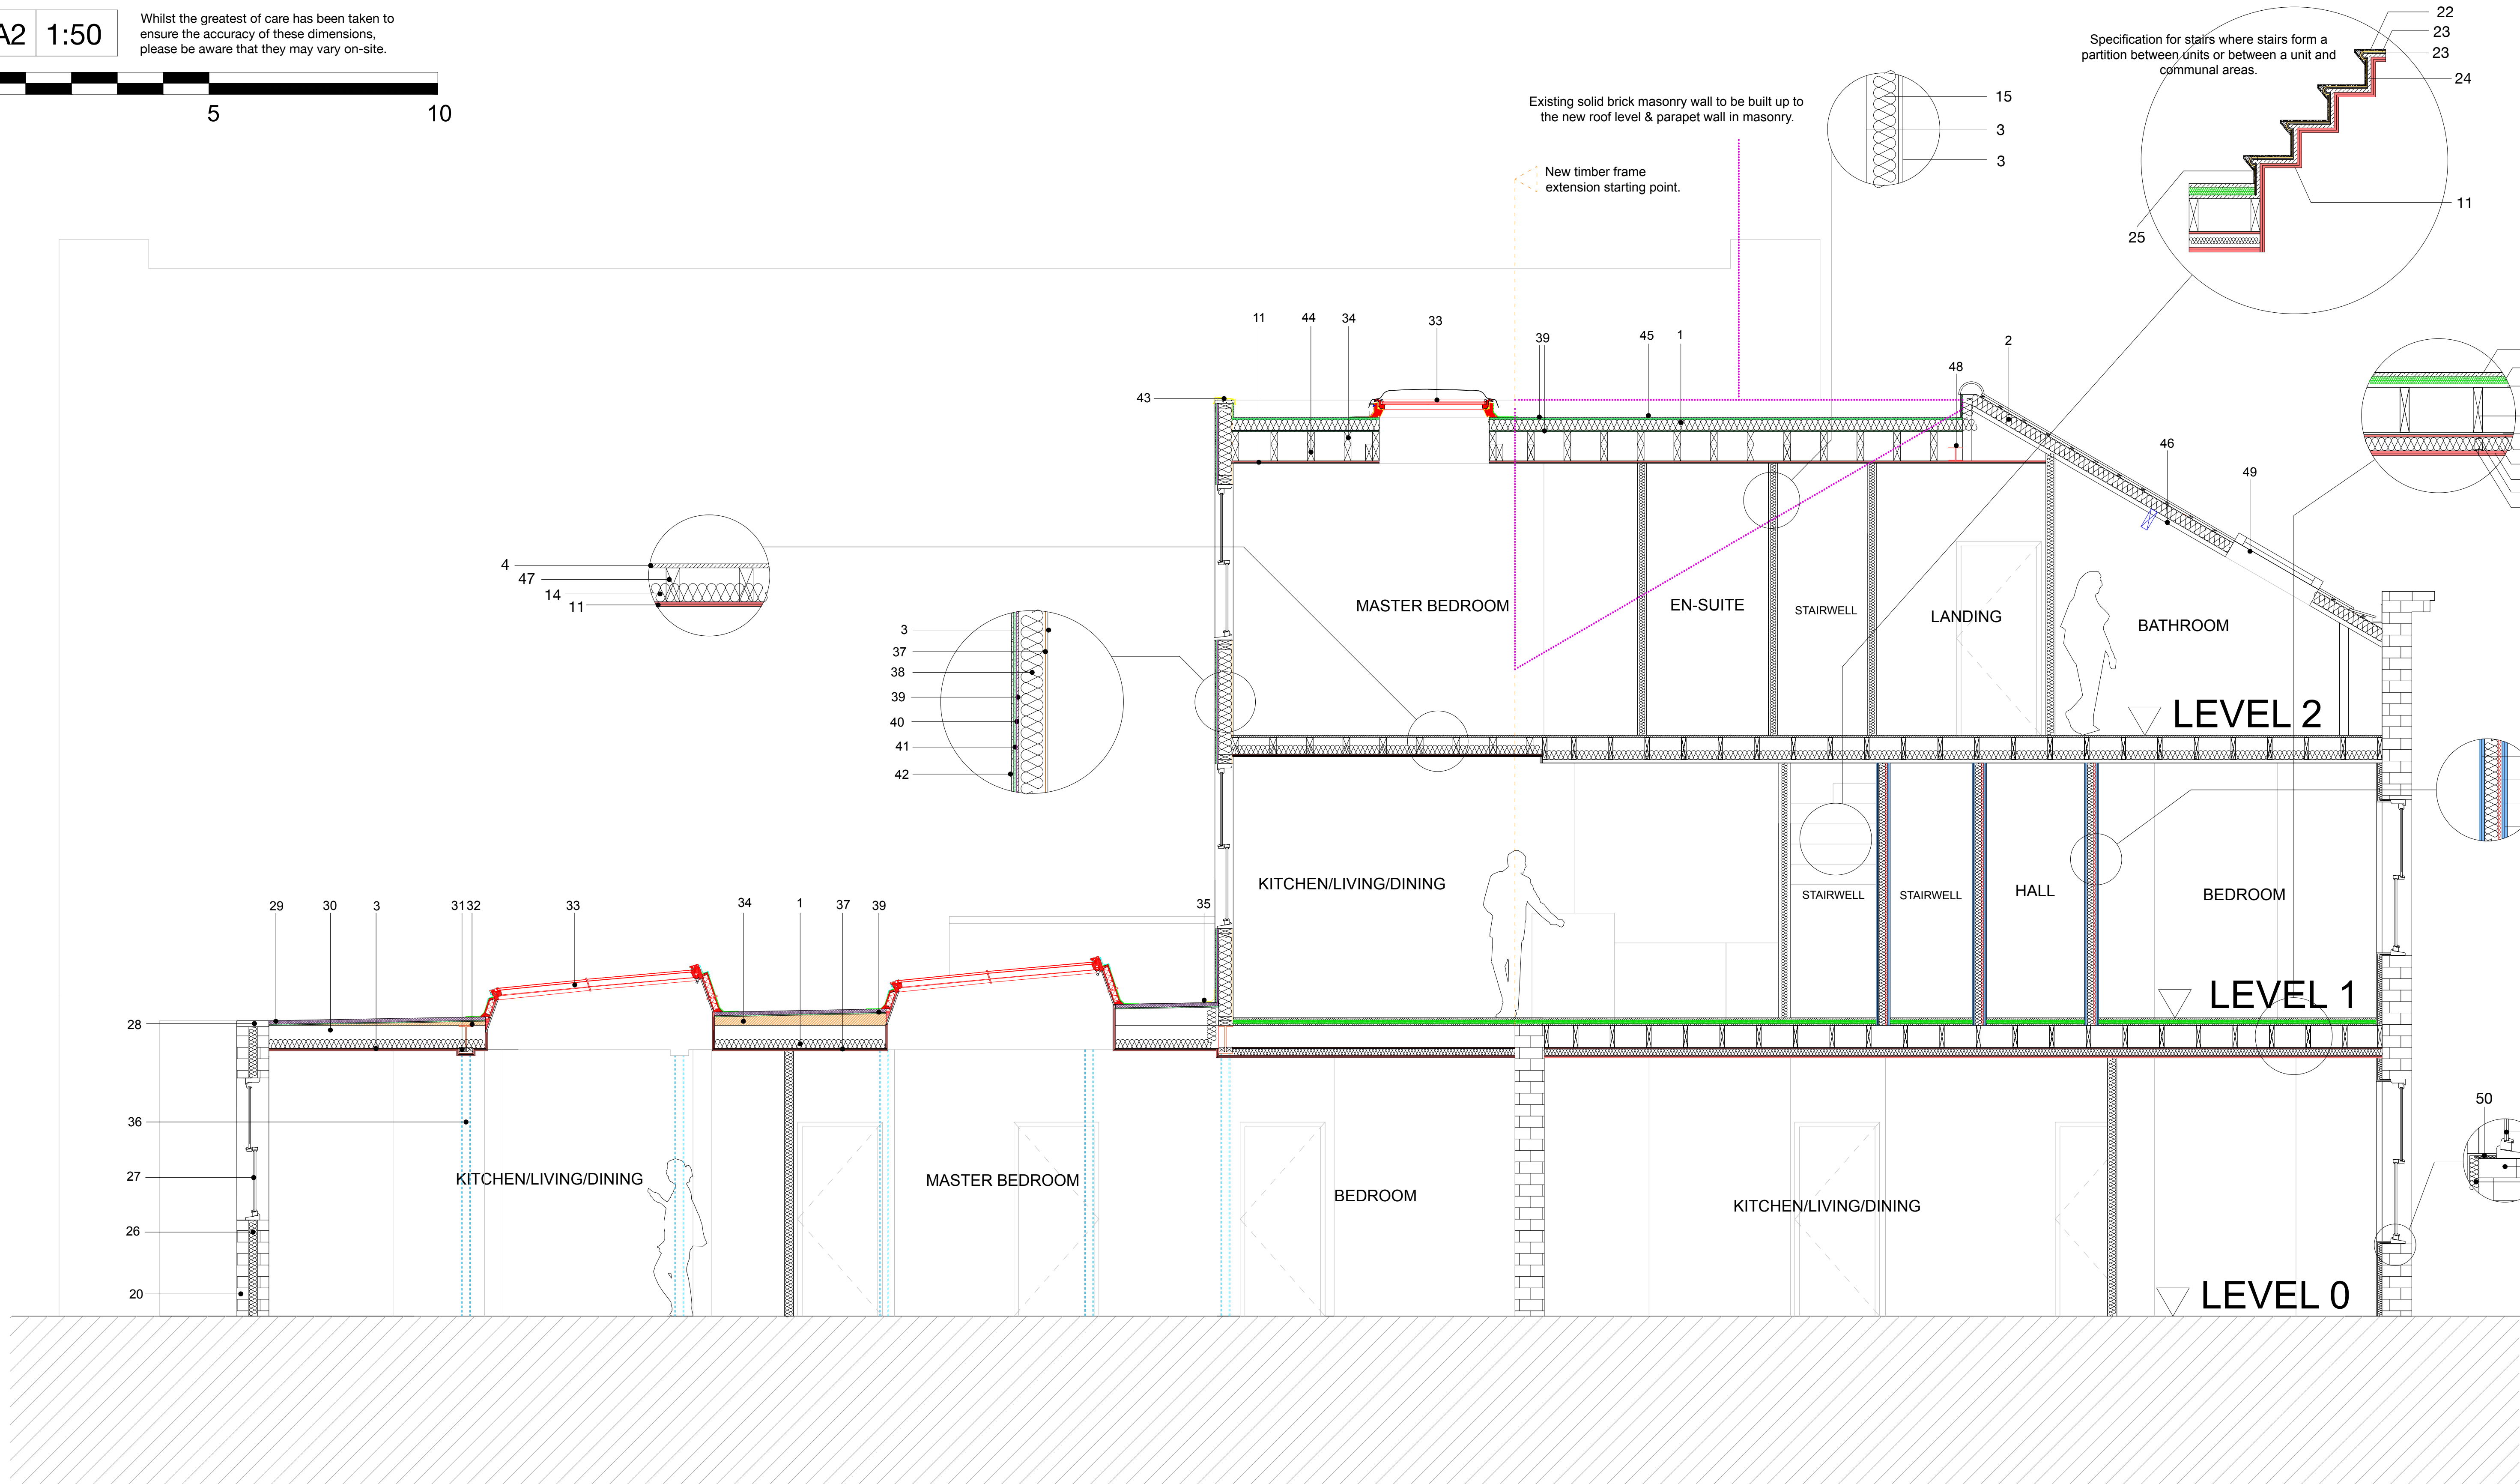 A2 1:50
Whilst the greatest of care has been taken to
ensure the accuracy of these dimensions,
please be aware that they may vary on-site.
5 10
Specification for stairs where stairs form a
partition between units or between a unit and
communal areas.
22
23
23
24
11
25
Existing solid brick masonry wall to be built up to
the new roof level & parapet wall in masonry.
15
3
3
New timber frame
extension starting point.
11 44 34 33 39 45 1 48 2
43
46
49
4
47
14
11
3
37
38
39
40
41
42
MASTER BEDROOM
EN-SUITE
STAIRWELL
LANDING
BATHROOM
LEVEL 2
KITCHEN/LIVING/DINING
STAIRWELL
STAIRWELL
HALL
BEDROOM
LEVEL 1
29 30 3 31 32 33 34 1 37 39 35
28
36
27
26
20
50
KITCHEN/LIVING/DINING
MASTER BEDROOM
BEDROOM
KITCHEN/LIVING/DINING
LEVEL 0